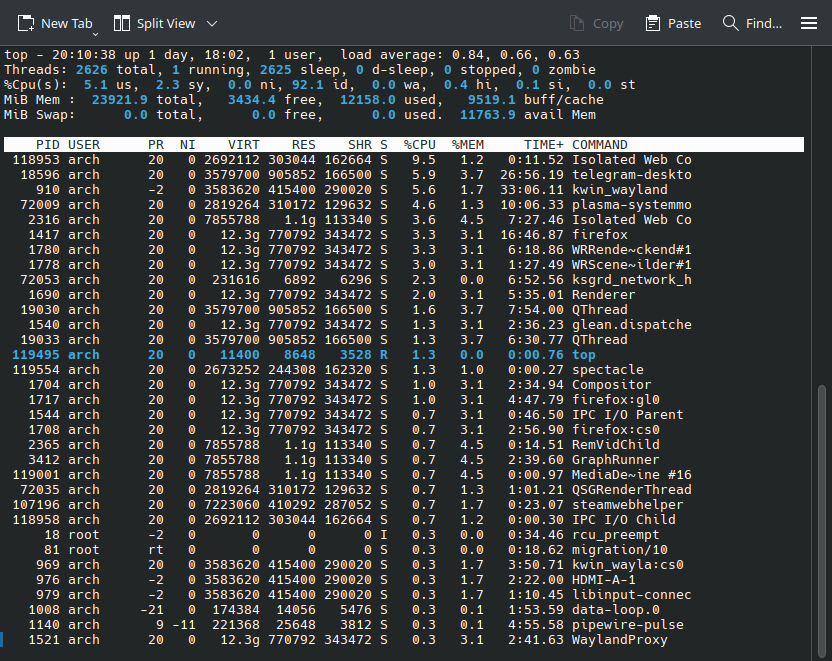 New Tab Split View Copy Paste Find...
top - 20:10:38 up 1 day, 18:02, 1 user, load average: 0.84, 0.66, 0.63
Threads: 2626 total, 1 running, 2625 sleep, 0 d-sleep, 0 stopped, 0 zombie
%Cpu(s): 5.1 us, 2.3 sy, 0.0 ni, 92.1 id, 0.0 wa, 0.4 hi, 0.1 si, 0.0 st
MiB Mem : 23921.9 total, 3434.4 free, 12158.0 used, 9519.1 buff/cache
MiB Swap: 0.0 total, 0.0 free, 0.0 used. 11763.9 avail Mem
PID USER PR NI VIRT RES SHR S %CPU %MEM TIME+ COMMAND
118953 arch 20 0 2692112 303044 162664 S 9.5 1.2 0:11.52 Isolated Web Co
18596 arch 20 0 3579700 905852 166500 S 5.9 3.7 26:56.19 telegram-deskto
910 arch -2 0 3583620 415400 290020 S 5.6 1.7 33:06.11 kwin_wayland
72009 arch 20 0 2819264 310172 129632 S 4.6 1.3 10:06.33 plasma-systemmo
2316 arch 20 0 7855788 1.1g 113340 S 3.6 4.5 7:27.46 Isolated Web Co
1417 arch 20 0 12.3g 770792 343472 S 3.3 3.1 16:46.87 firefox
1780 arch 20 0 12.3g 770792 343472 S 3.3 3.1 6:18.86 WRRende~ckend#1
1778 arch 20 0 12.3g 770792 343472 S 3.0 3.1 1:27.49 WRScene~ilder#1
72053 arch 20 0 231616 6892 6296 S 2.3 0.0 6:52.56 ksgrd_network_h
1690 arch 20 0 12.3g 770792 343472 S 2.0 3.1 5:35.01 Renderer
19030 arch 20 0 3579700 905852 166500 S 1.6 3.7 7:54.00 QThread
1540 arch 20 0 12.3g 770792 343472 S 1.3 3.1 2:36.23 glean.dispatche
19033 arch 20 0 3579700 905852 166500 S 1.3 3.7 6:30.77 QThread
119495 arch 20 0 11400 8648 3528 R 1.3 0.0 0:00.76 top
119554 arch 20 0 2673252 244308 162320 S 1.3 1.0 0:00.27 spectacle
1704 arch 20 0 12.3g 770792 343472 S 1.0 3.1 2:34.94 Compositor
1717 arch 20 0 12.3g 770792 343472 S 1.0 3.1 4:47.79 firefox:gl0
1544 arch 20 0 12.3g 770792 343472 S 0.7 3.1 0:46.50 IPC I/O Parent
1708 arch 20 0 12.3g 770792 343472 S 0.7 3.1 2:56.90 firefox:cs0
2365 arch 20 0 7855788 1.1g 113340 S 0.7 4.5 0:14.51 RemVidChild
3412 arch 20 0 7855788 1.1g 113340 S 0.7 4.5 2:39.60 GraphRunner
119001 arch 20 0 7855788 1.1g 113340 S 0.7 4.5 0:00.97 MediaDe~ine #16
72035 arch 20 0 2819264 310172 129632 S 0.7 1.3 1:01.21 QSGRenderThread
107196 arch 20 0 7223060 410292 287052 S 0.7 1.7 0:23.07 steamwebhelper
118958 arch 20 0 2692112 303044 162664 S 0.7 1.2 0:00.30 IPC I/O Child
18 root -2 0 0 0 0 I 0.3 0.0 0:34.46 rcu_preempt
81 root rt 0 0 0 0 S 0.3 0.0 0:18.62 migration/10
969 arch 20 0 3583620 415400 290020 S 0.3 1.7 3:50.71 kwin_wayla:cs0
976 arch -2 0 3583620 415400 290020 S 0.3 1.7 2:22.00 HDMI-A-1
979 arch -2 0 3583620 415400 290020 S 0.3 1.7 1:10.45 libinput-connec
1008 arch -21 0 174384 14056 5476 S 0.3 0.1 1:53.59 data-loop.0
1140 arch 9 -11 221368 25648 3812 S 0.3 0.1 4:55.58 pipewire-pulse
1521 arch 20 0 12.3g 770792 343472 S 0.3 3.1 2:41.63 WaylandProxy